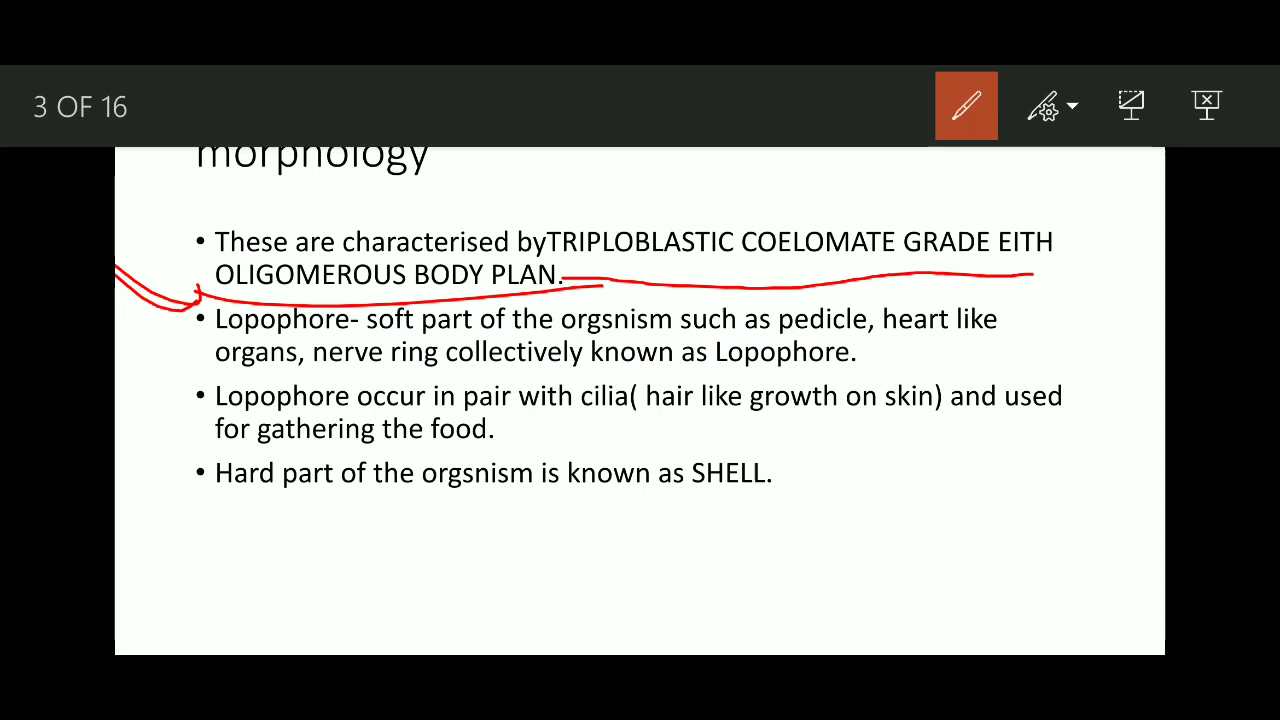 3 OF 16
morphology
• These are characterised byTRIPLOBLASTIC COELOMATE GRADE EITH
OLIGOMEROUS BODY PLAN.
• Lopophore- soft part of the orgsnism such as pedicle, heart like
organs, nerve ring collectively known as Lopophore.
• Lopophore occur in pair with cilia( hair like growth on skin) and used
for gathering the food.
• Hard part of the orgsnism is known as SHELL.